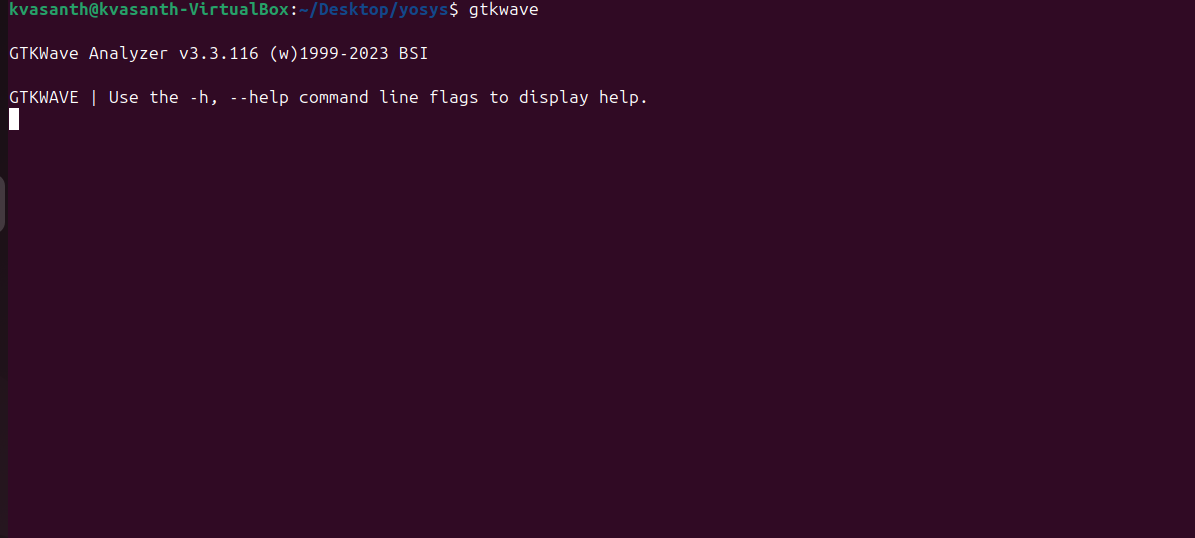 kvasanth@kvasanth-VirtualBox:~/Desktop/yosys$ gtkwave
GTKWave Analyzer v3.3.116 (w)1999-2023 BSI
GTKWAVE | Use the -h, --help command line flags to display help.